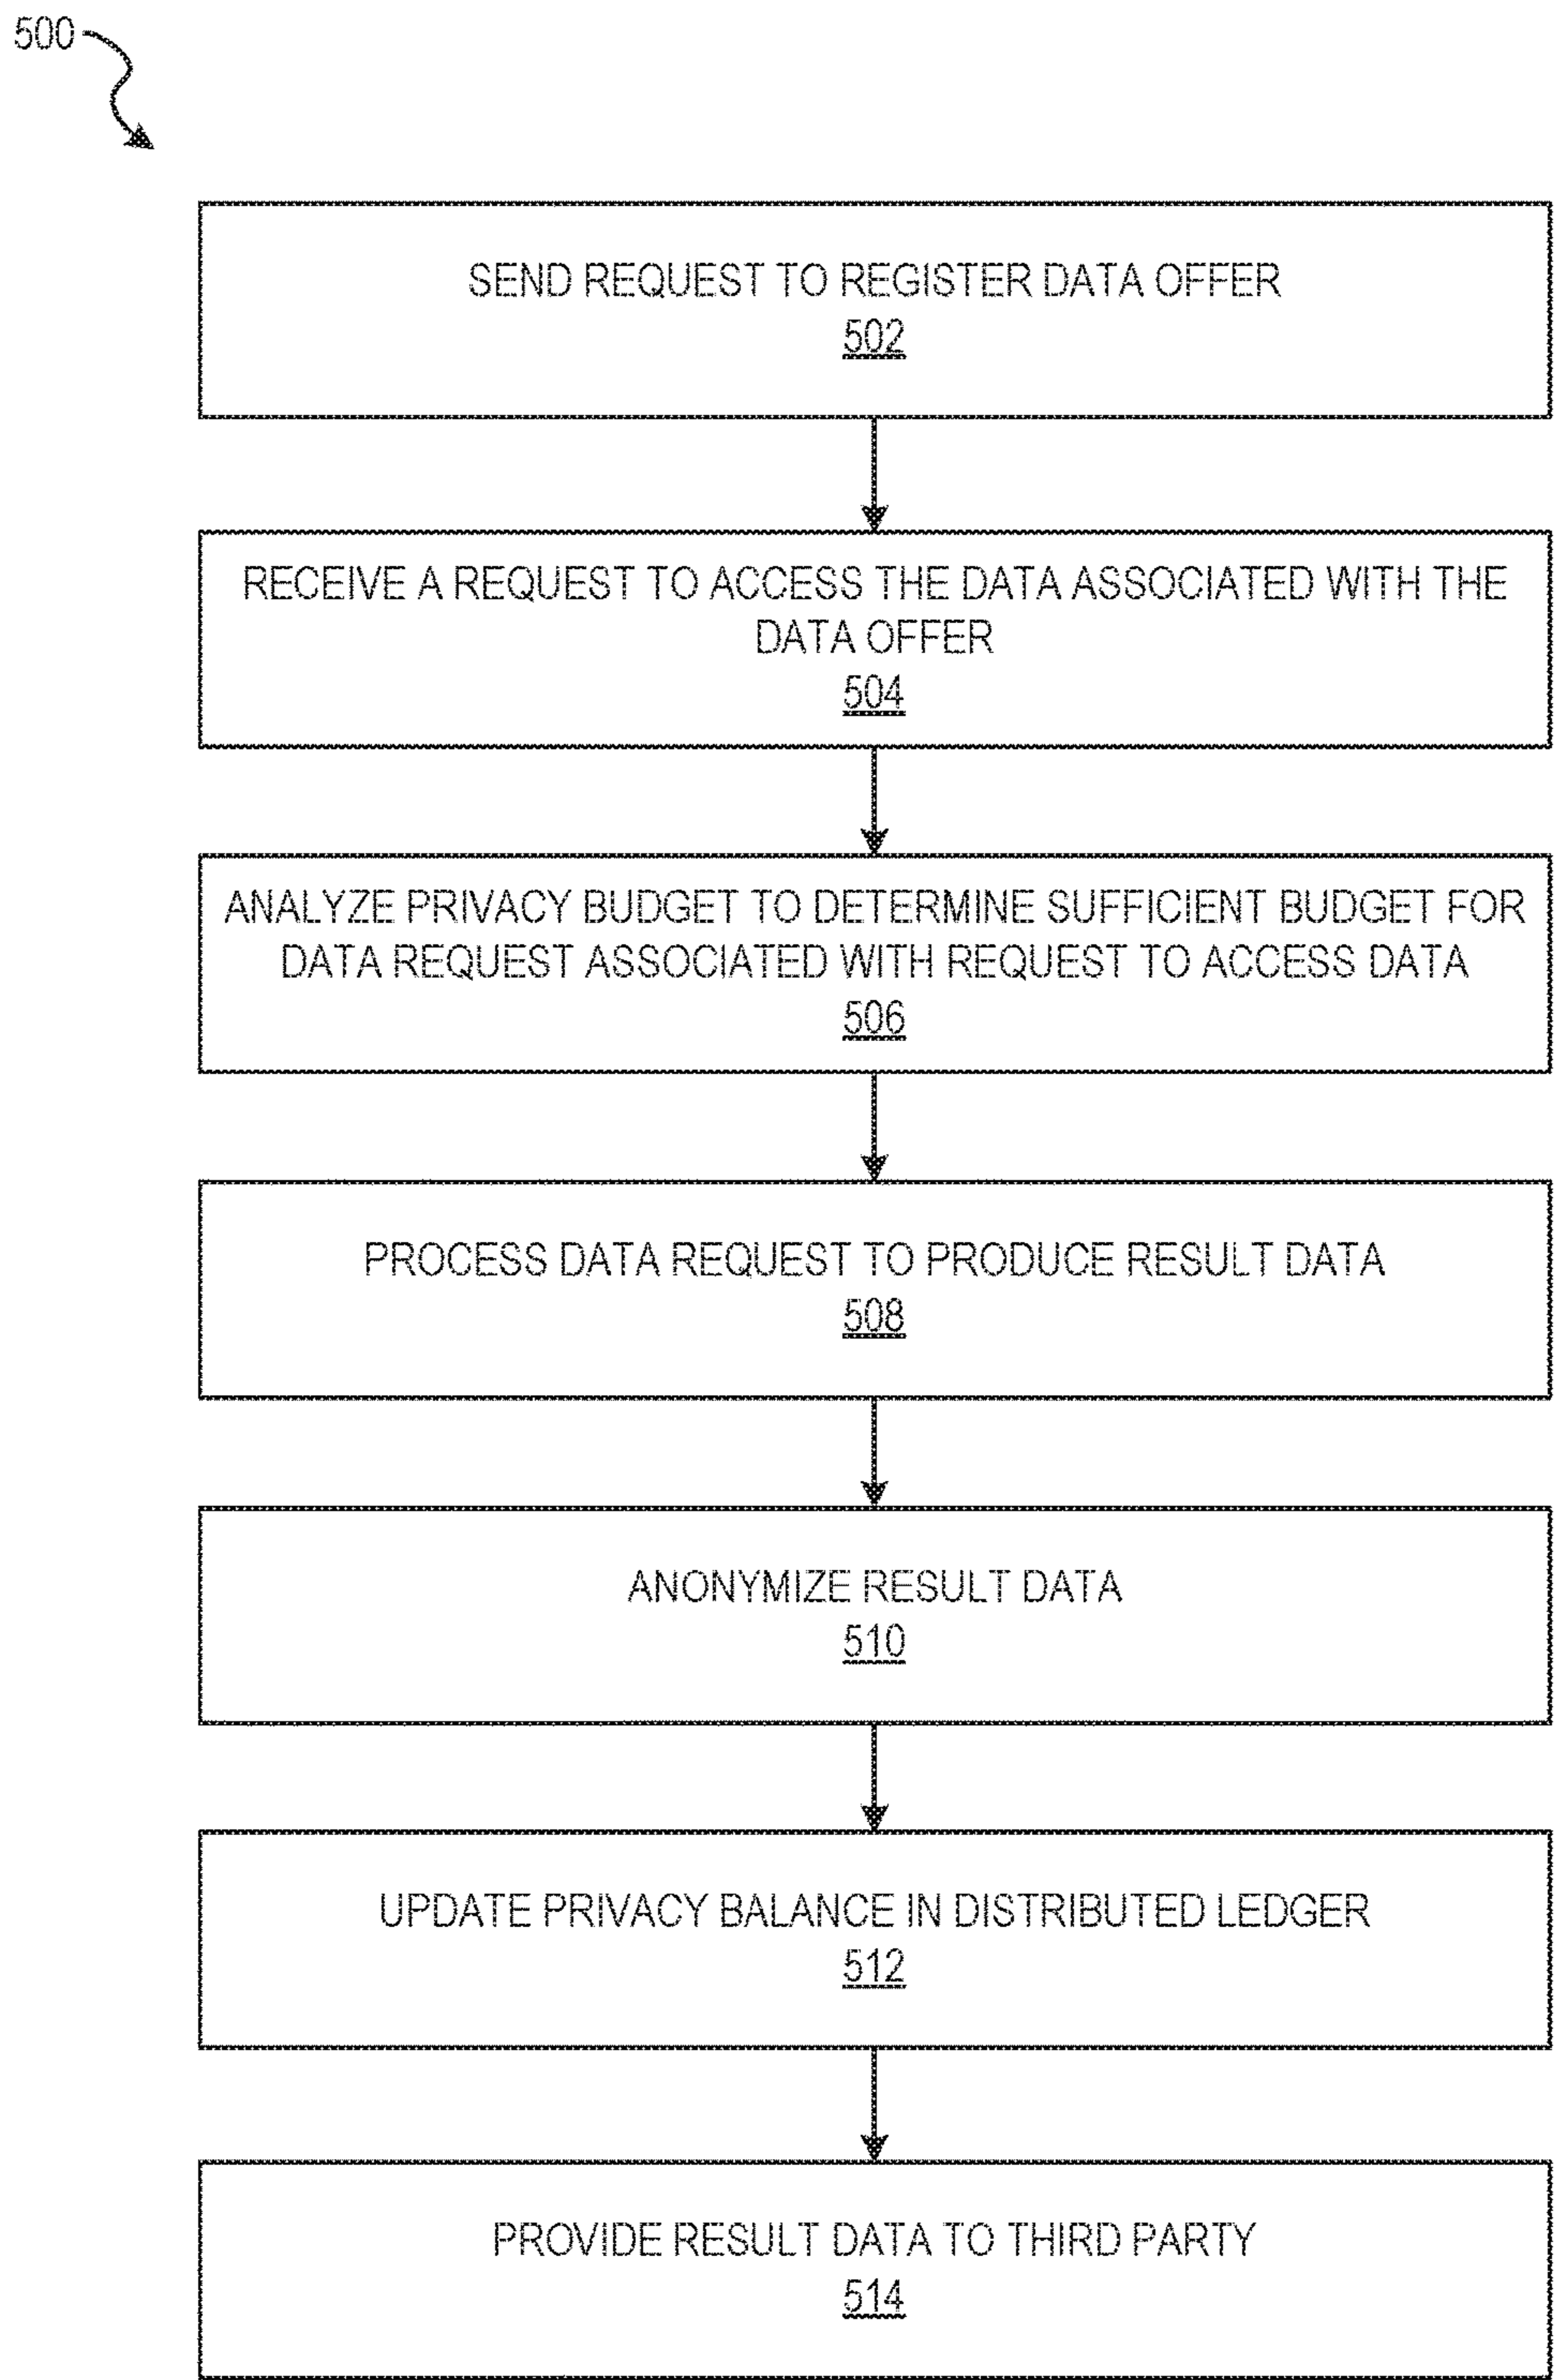 500
SEND REQUEST TO REGISTER DATA OFFER
502
RECEIVE A REQUEST TO ACCESS THE DATA ASSOCIATED WITH THE
DATA OFFER
504
ANALYZE PRIVACY BUDGET TO DETERMINE SUFFICIENT BUDGET FOR
DATA REQUEST ASSOCIATED WITH REQUEST TO ACCESS DATA
506
PROCESS DATA REQUEST TO PRODUCE RESULT DATA
508
ANONYMIZE RESULT DATA
510
UPDATE PRIVACY BALANCE IN DISTRIBUTED LEDGER
512
PROVIDE RESULT DATA TO THIRD PARTY
514